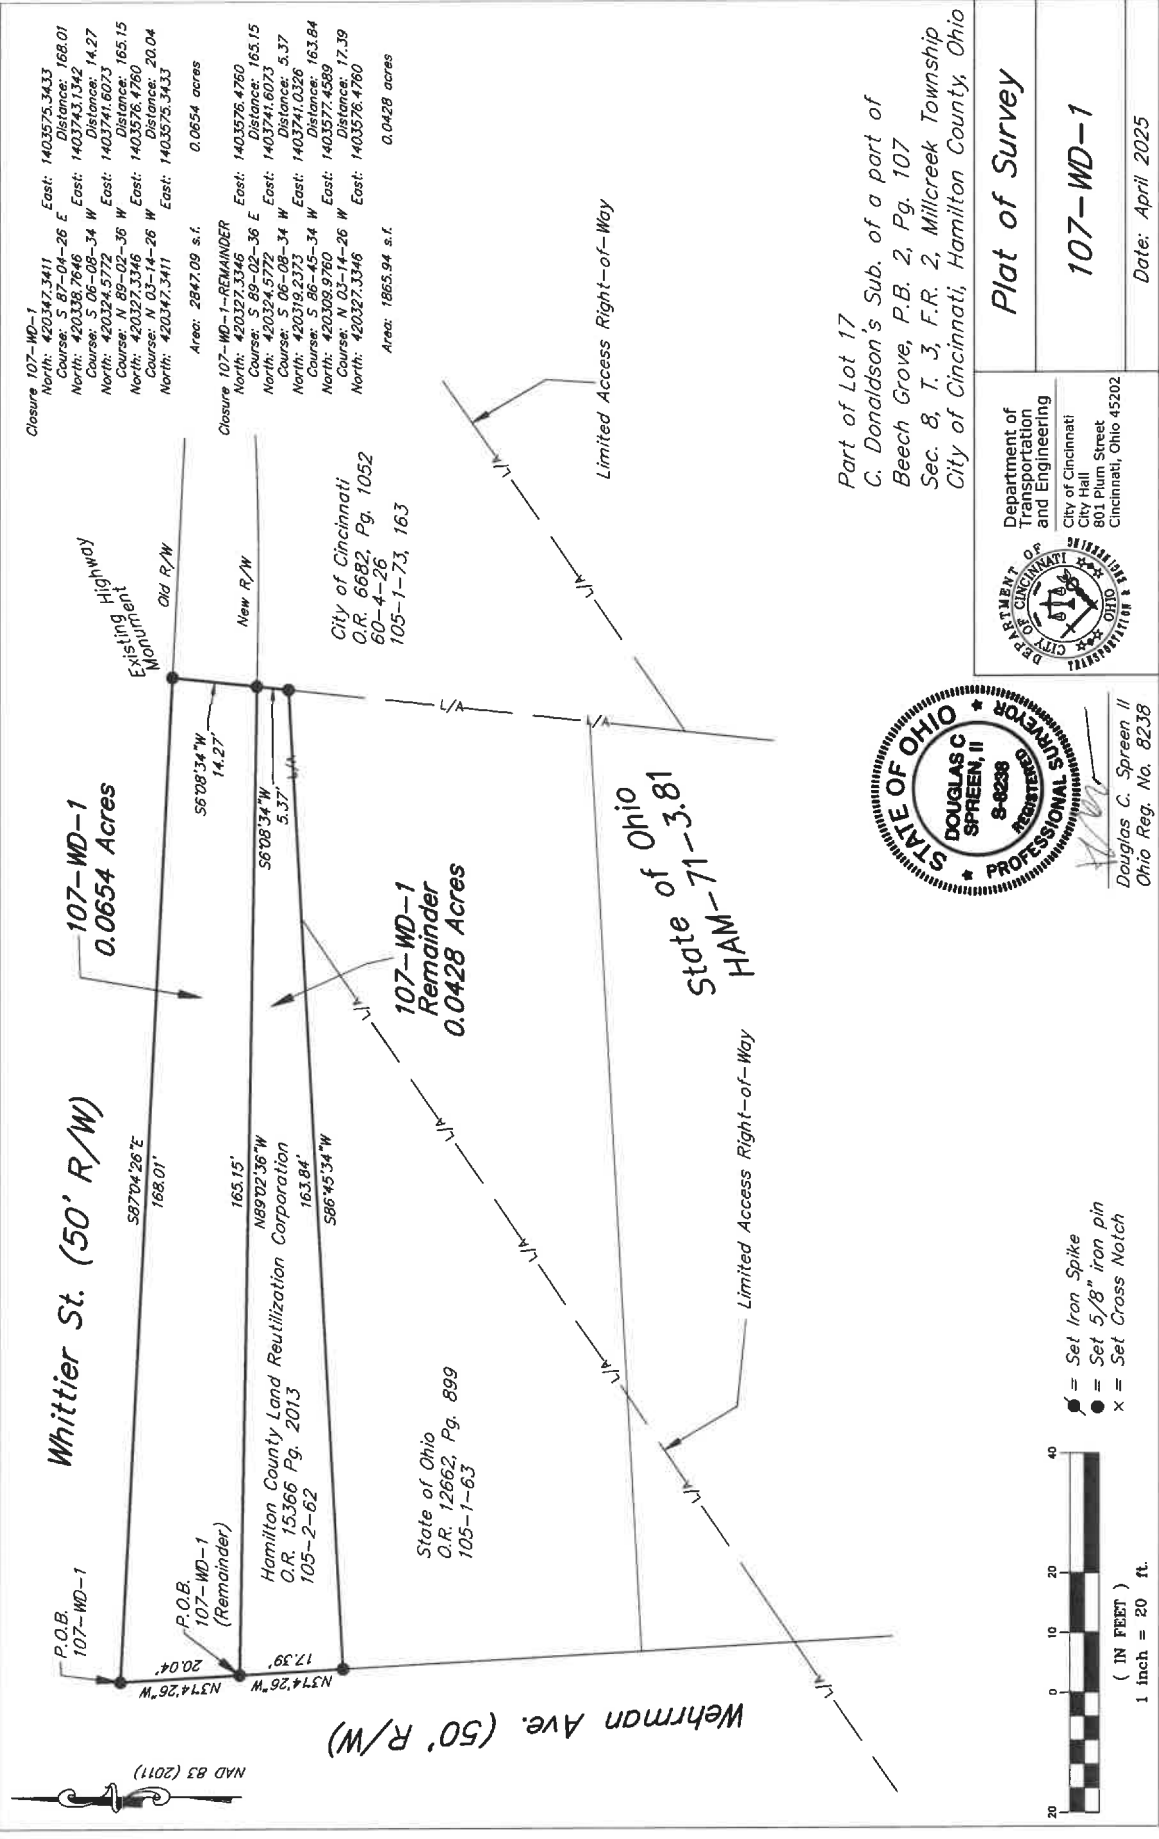 Closure 107-WD-1
North: 420347.3411 East: 1403575.3433
Course: S 87-04-26 E Distance: 168.01
North: 420338.7646 East: 1403743.1342
Course: S 06-08-34 W Distance: 14.27
North: 420324.5772 East: 1403741.6073
Course: N 89-02-36 W Distance: 165.15
North: 420327.3346 East: 1403576.4760
Course: N 03-14-26 W Distance: 20.04
North: 420347.3411 East: 1403575.3433
Area: 2847.09 s.f. 0.0654 acres
Closure 107-WD-1-REMAINDER
North: 420327.3346 East: 1403576.4760
Course: S 89-02-36 E Distance: 165.15
North: 420324.5772 East: 1403741.6073
Course: S 06-08-34 W Distance: 5.37
North: 420319.2373 East: 1403741.0326
Course: S 86-45-34 W Distance: 163.84
North: 420309.9760 East: 1403577.4589
Course: N 03-14-26 W Distance: 17.39
North: 420327.3346 East: 1403576.4760
Area: 1865.94 s.f. 0.0428 acres
NAD 83 (2011)
Whittier St. (50' R/W)
P.O.B.
107-WD-1
S87°04'26"E
168.01'
107-WD-1
0.0654 Acres
Existing Highway
Monument
Old R/W
New R/W
S6°08'34"W
14.27'
S6°08'34"W
5.37'
L/A
N3°14'26"W
20.04'
N3°14'26"W
17.39'
P.O.B.
107-WD-1
(Remainder)
165.15'
N89°02'36"W
Hamilton County Land Reutilization Corporation
O.R. 15366 Pg. 2013
105-2-62
163.84'
S86°45'34"W
107-WD-1
Remainder
0.0428 Acres
City of Cincinnati
O.R. 6682, Pg. 1052
60-4-26
105-1-73, 163
Wehrman Ave. (50' R/W)
State of Ohio
O.R. 12662, Pg. 899
105-1-63
L/A
L/A
L/A
L/A
L/A
L/A
L/A
L/A
L/A
L/A
Limited Access Right-of-Way
State of Ohio
HAM-71-3.81
Limited Access Right-of-Way
Part of Lot 17
C. Donaldson's Sub. of a part of
Beech Grove, P.B. 2, Pg. 107
Sec. 8, T. 3, F.R. 2, Millcreek Township
City of Cincinnati, Hamilton County, Ohio
20 0 10 20 40
( IN FEET )
1 inch = 20 ft.
= Set Iron Spike
= Set 5/8" iron pin
x = Set Cross Notch
STATE OF OHIO
DOUGLAS C
SPREEN, II
S-8238
REGISTERED
PROFESSIONAL SURVEYOR
Douglas C. Spreen II
Ohio Reg. No. 8238
DEPARTMENT OF
TRANSPORTATION & ENGINEERING
CITY OF CINCINNATI
OHIO
Department of
Transportation
and Engineering
City of Cincinnati
City Hall
801 Plum Street
Cincinnati, Ohio 45202
Plat of Survey
107-WD-1
Date: April 2025